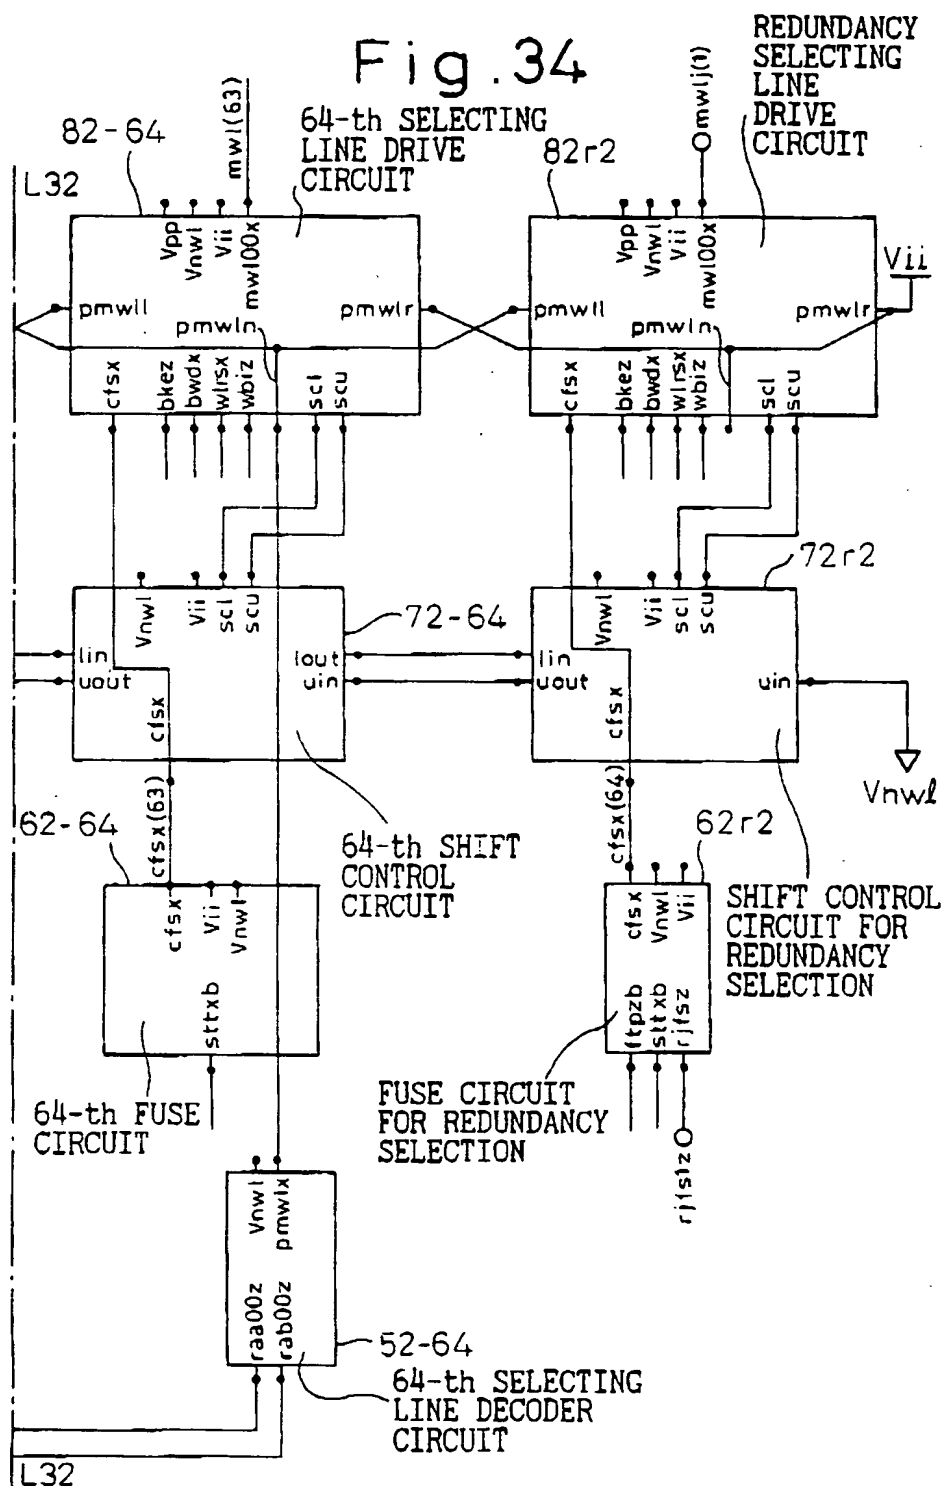 Fig.34
REDUNDANCY
SELECTING
LINE
DRIVE
CIRCUIT
mwl(63)
mwlj(1)
82-64
64-th SELECTING
LINE DRIVE
CIRCUIT
82r2
L32
Vpp
Vnwl
Vii
mwl00x
Vpp
Vnwl
Vii
mwl00x
Vii
pmwll
pmwlr
pmwln
pmwll
pmwlr
pmwln
cfsx
bkez
bwdx
wlrsx
wbiz
scl
scu
cfsx
bkez
bwdx
wlrsx
wbiz
scl
scu
72r2
Vnwl
Vii
scl
scu
72-64
Vnwl
Vii
scl
scu
lin
uout
lout
uin
lin
uout
uin
cfsx
cfsx
Vnwl
cfsx(63)
cfsx(64)
62-64
64-th SHIFT
CONTROL
CIRCUIT
62r2
SHIFT CONTROL
CIRCUIT FOR
REDUNDANCY
SELECTION
cfsx
Vii
Vnwl
sttxb
cfsx
Vnwl
Vii
ftpzb
sttxb
rjfsz
64-th FUSE
CIRCUIT
FUSE CIRCUIT
FOR REDUNDANCY
SELECTION
rjfs1z
Vnwl
pmwlx
raa00z
rab00z
52-64
64-th SELECTING
LINE DECODER
CIRCUIT
L32